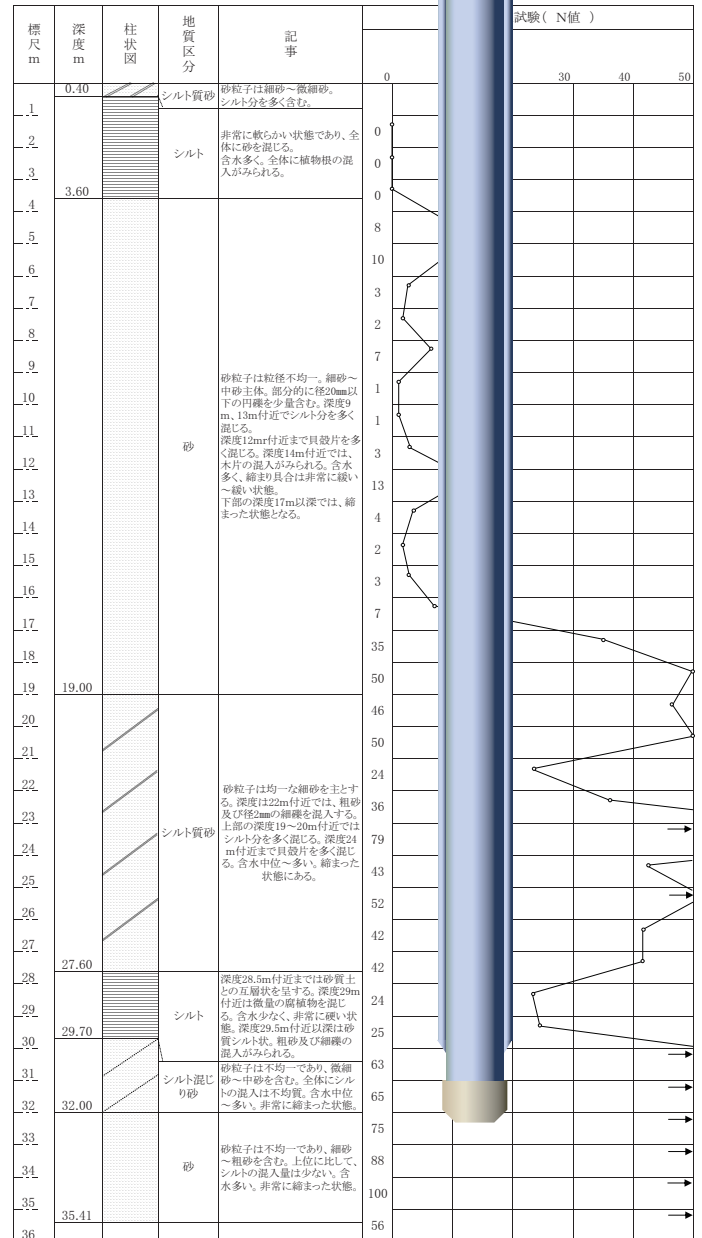 標尺m
深度m
柱状図
地質区分
記事
試験( N値 )
0
30
40
50
0.40
シルト質砂
砂粒子は細砂～微細砂。
シルト分を多く含む。
1
0
シルト
非常に軟らかい状態であり、全
体に砂を混じる。
含水多く。全体に植物根の混
入がみられる。
2
0
3
0
3.60
4
8
5
10
6
3
7
2
8
7
9
1
10
1
11
3
12
13
13
4
14
2
15
3
16
7
17
35
18
50
19
砂
砂粒子は粒径不均一。細砂～
中砂主体。部分的に径20㎜以
下の円礫を少量含む。深度9
m、13m付近でシルト分を多く
混じる。
深度12mr付近まで貝殻片を多
く混じる。深度14m付近では、
木片の混入がみられる。含水
多く、締まり具合は非常に緩い
～緩い状態。
下部の深度17m以深では、締
まった状態となる。
19.00
46
20
50
21
24
22
36
23
79
24
43
25
52
26
42
27
42
シルト質砂
砂粒子は均一な細砂を主とす
る。深度は22m付近では、粗砂
及び径2㎜の細礫を混入する。
上部の深度19～20m付近では
シルト分を多く混じる。深度24
m付近まで貝殻片を多く混じ
る。含水中位～多い。締まった
状態にある。
27.60
28
24
29
25
シルト
深度28.5m付近までは砂質土
との互層状を呈する。深度29m
付近は微量の腐植物を混じ
る。含水少なく、非常に硬い状
態。深度29.5m付近以深は砂
質シルト状。粗砂及び細礫の
混入がみられる。
29.70
30
63
31
65
シルト混じ
り砂
砂粒子は不均一であり、微細
砂～中砂を含む。全体にシル
トの混入は不均質。含水中位
～多い。非常に締まった状態。
32.00
32
75
33
88
34
100
35
56
砂
砂粒子は不均一であり、細砂
～粗砂を含む。上位に比して、
シルトの混入量は少ない。含
水多い。非常に締まった状態。
35.41
36